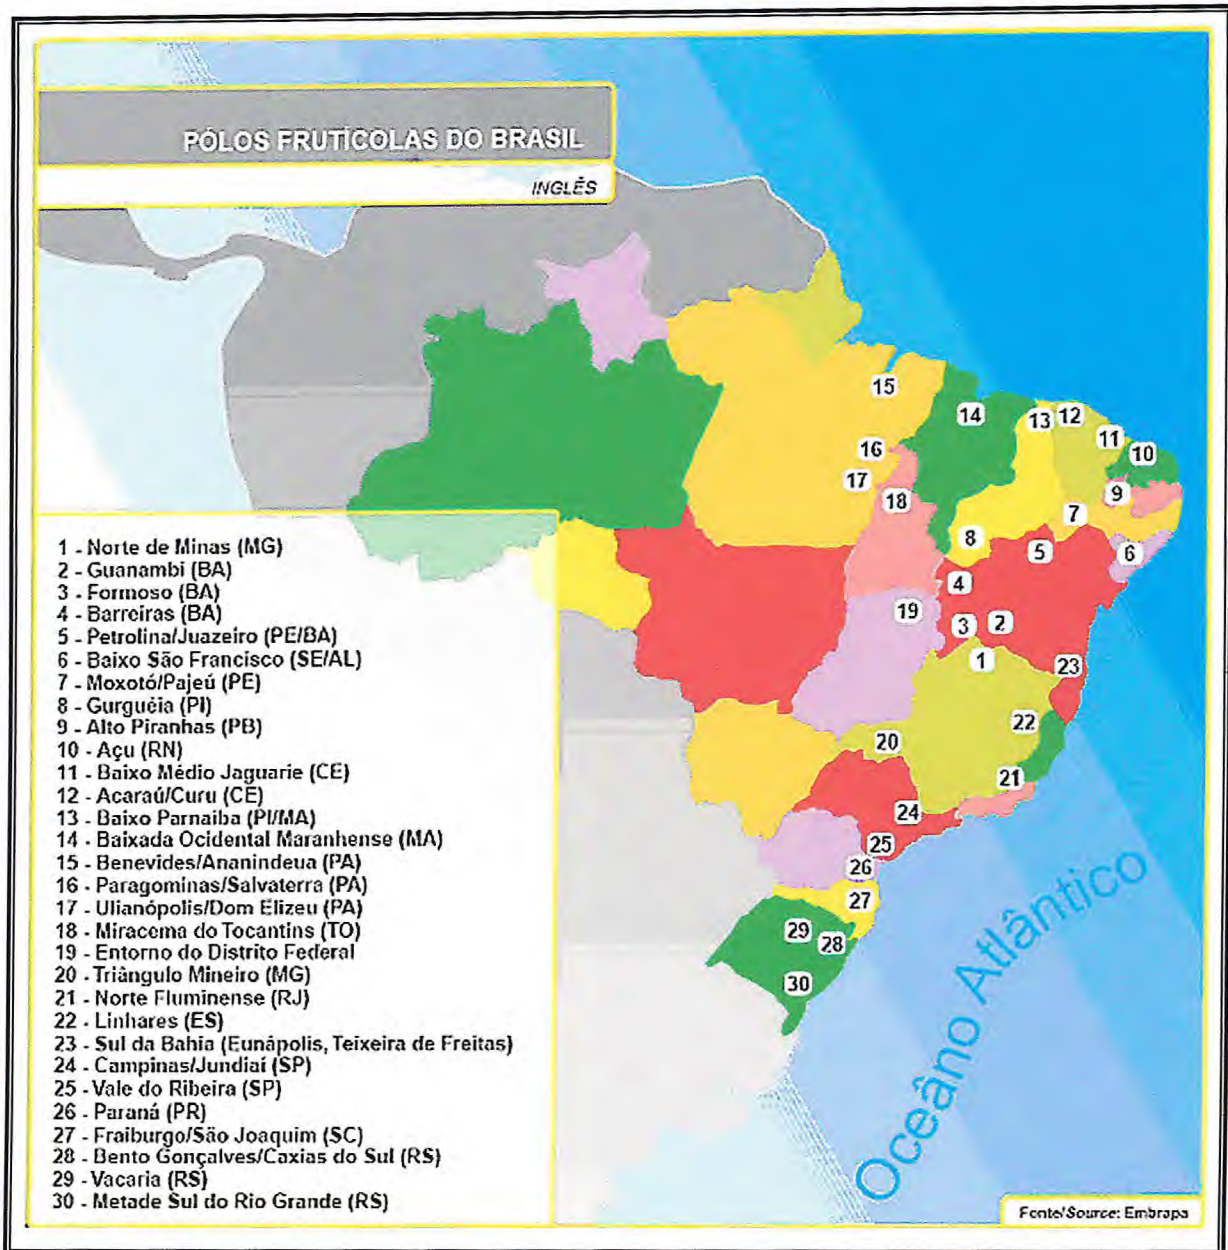 PÓLOS FRUTÍCOLAS DO BRASIL
INGLÊS
15
14
13
12
11
10
16
17
18
9
7
8
5
6
4
19
3
2
1
23
22
20
21
24
25
26
27
29
28
30
1 - Norte de Minas (MG)
2 - Guanambi (BA)
3 - Formoso (BA)
4 - Barreiras (BA)
5 - Petrolina/Juazeiro (PE/BA)
6 - Baixo São Francisco (SE/AL)
7 - Moxotó/Pajeú (PE)
8 - Gurguéia (PI)
9 - Alto Piranhas (PB)
10 - Açu (RN)
11 - Baixo Médio Jaguarie (CE)
12 - Acaraú/Curu (CE)
13 - Baixo Parnaiba (PI/MA)
14 - Baixada Ocidental Maranhense (MA)
15 - Benevides/Ananindeua (PA)
16 - Paragominas/Salvaterra (PA)
17 - Ulianópolis/Dom Elizeu (PA)
18 - Miracema do Tocantins (TO)
19 - Entorno do Distrito Federal
20 - Triângulo Mineiro (MG)
21 - Norte Fluminense (RJ)
22 - Linhares (ES)
23 - Sul da Bahia (Eunápolis, Teixeira de Freitas)
24 - Campinas/Jundiaí (SP)
25 - Vale do Ribeira (SP)
26 - Paraná (PR)
27 - Fraiburgo/São Joaquim (SC)
28 - Bento Gonçalves/Caxias do Sul (RS)
29 - Vacaria (RS)
30 - Metade Sul do Rio Grande (RS)
Oceâno Atlântico
Fonte/Source: Embrapa